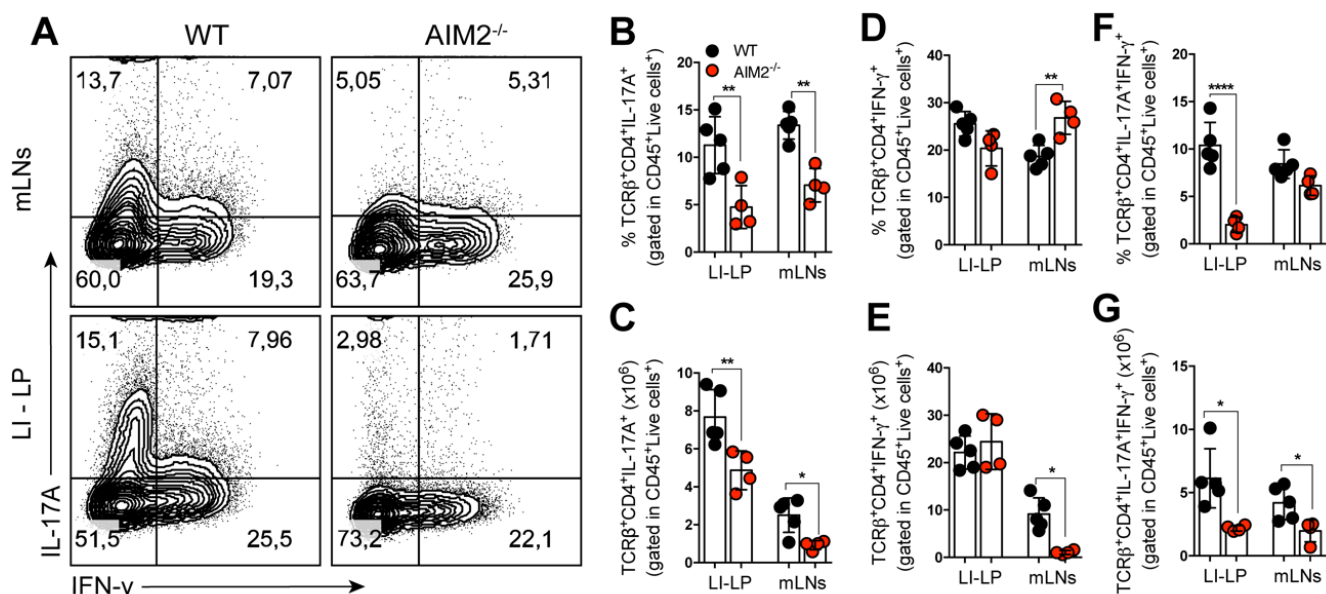 A
WT
AIM2-/-
mLNs
13,7
7,07
60,0
19,3
5,05
5,31
63,7
25,9
LI - LP
15,1
7,96
51,5
25,5
2,98
1,71
73,2
22,1
IL-17A
IFN-γ
B
WT
AIM2-/-
% TCRβ+CD4+IL-17A+
(gated in CD45+Live cells+)
20
15
10
5
0
**
**
LI-LP
mLNs
C
TCRβ+CD4+IL-17A+ (x10⁶)
(gated in CD45+Live cells+)
10
8
6
4
2
0
**
*
LI-LP
mLNs
D
% TCRβ+CD4+IFN-γ+
(gated in CD45+Live cells+)
40
30
20
10
0
**
LI-LP
mLNs
E
TCRβ+CD4+IFN-γ+ (x10⁶)
(gated in CD45+Live cells+)
40
30
20
10
0
*
LI-LP
mLNs
F
% TCRβ+CD4+IL-17A+IFN-γ+
(gated in CD45+Live cells+)
20
15
10
5
0
****
LI-LP
mLNs
G
TCRβ+CD4+IL-17A+IFN-γ+ (x10⁶)
(gated in CD45+Live cells+)
15
10
5
0
*
*
LI-LP
mLNs